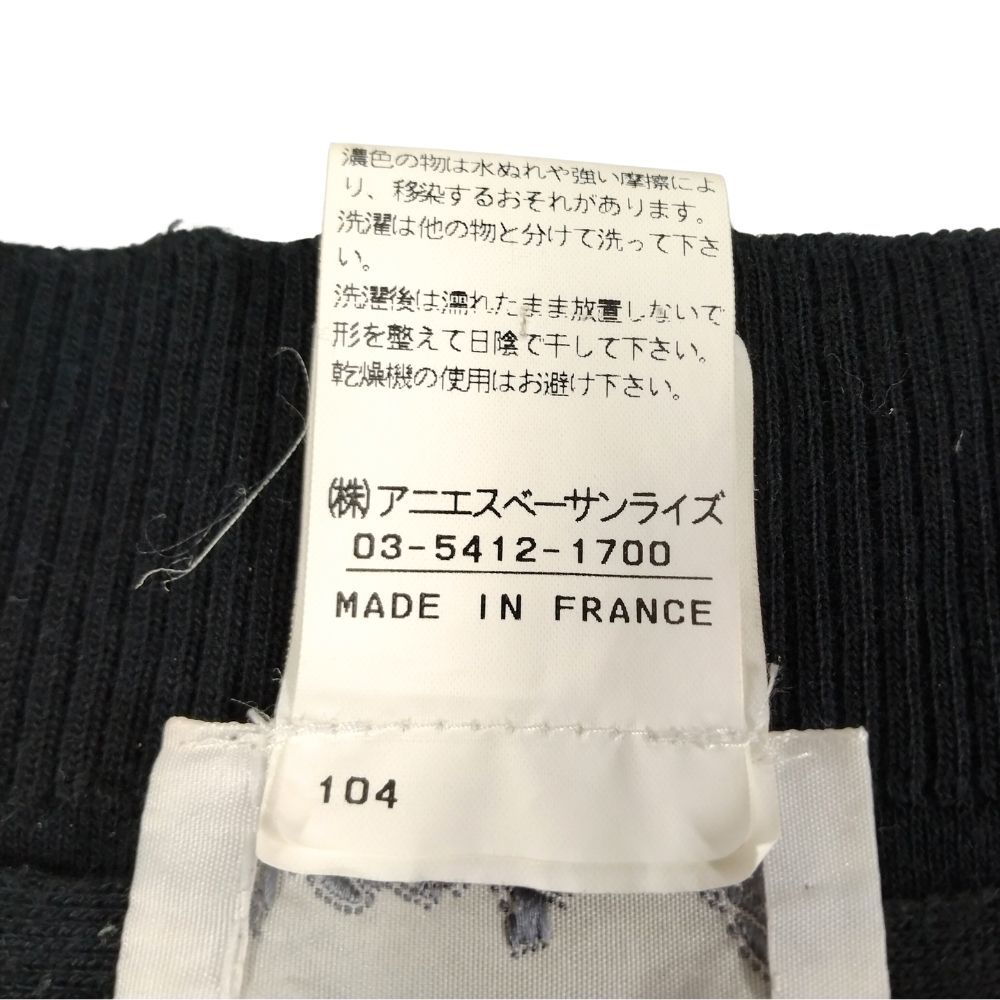 濃色の物は水ぬれや強い摩擦によ
り、移染するおそれがあります。
洗濯は他の物と分けて洗って下さ
い。
洗濯後は濡れたまま放置しないで
形を整えて日陰で干して下さい。
乾燥機の使用はお避け下さい。
㈱アニエスベーサンライズ
03-5412-1700
MADE IN FRANCE
104